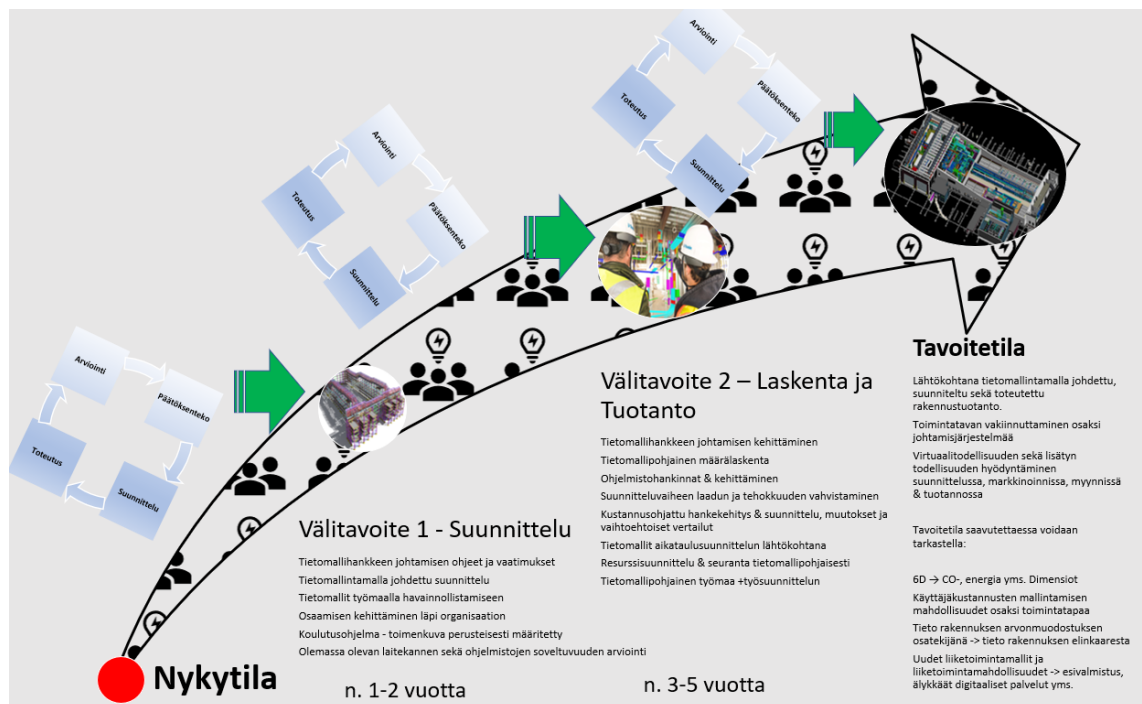 Arviointi
Päätöksenteko
Suunnittelu
Toteutus
Arviointi
Päätöksenteko
Suunnittelu
Toteutus
Arviointi
Päätöksenteko
Suunnittelu
Toteutus
Nykytila
Välitavoite 1 - Suunnittelu
Tietomallihankkeen johtamisen ohjeet ja vaatimukset
Tietomallintamalla johdettu suunnittelu
Tietomallit työmaalla havainnollistamiseen
Osaamisen kehittäminen läpi organisaation
Koulutusohjelma - toimenkuva perusteisesti määritetty
Olemassa olevan laitekannen sekä ohjelmistojen soveltuvuuden arviointi
n. 1-2 vuotta
Välitavoite 2 – Laskenta ja
Tuotanto
Tietomallihankkeen johtamisen kehittäminen
Tietomallipohjainen määrälaskenta
Ohjelmistohankinnat & kehittäminen
Suunnitteluvaiheen laadun ja tehokkuuden vahvistaminen
Kustannusohjattu hankekehitys & suunnittelu, muutokset ja
vaihtoehtoiset vertailut
Tietomallit aikataulusuunnittelun lähtökohtana
Resurssisuunnittelu & seuranta tietomallipohjaisesti
Tietomallipohjainen työmaa +työsuunnittelun
n. 3-5 vuotta
Tavoitetila
Lähtökohtana tietomallintamalla johdettu,
suunniteltu sekä toteutettu
rakennustuotanto.
Toimintatavan vakiinnuttaminen osaksi
johtamisjärjestelmää
Virtuaalitodellisuuden sekä lisätyn
todellisuuden hyödyntäminen
suunnittelussa, markkinoinnissa, myynnissä
& tuotannossa
Tavoitetila saavutettaessa voidaan
tarkastella:
6D → CO-, energia yms. Dimensiot
Käyttäjäkustannusten mallintamisen
mahdollisuudet osaksi toimintatapaa
Tieto rakennuksen arvonmuodostuksen
osatekijänä -> tieto rakennuksen elinkaaresta
Uudet liiketoimintamallit ja
liiketoimintamahdollisuudet -> esivalmistus,
älykkäät digitaaliset palvelut yms.